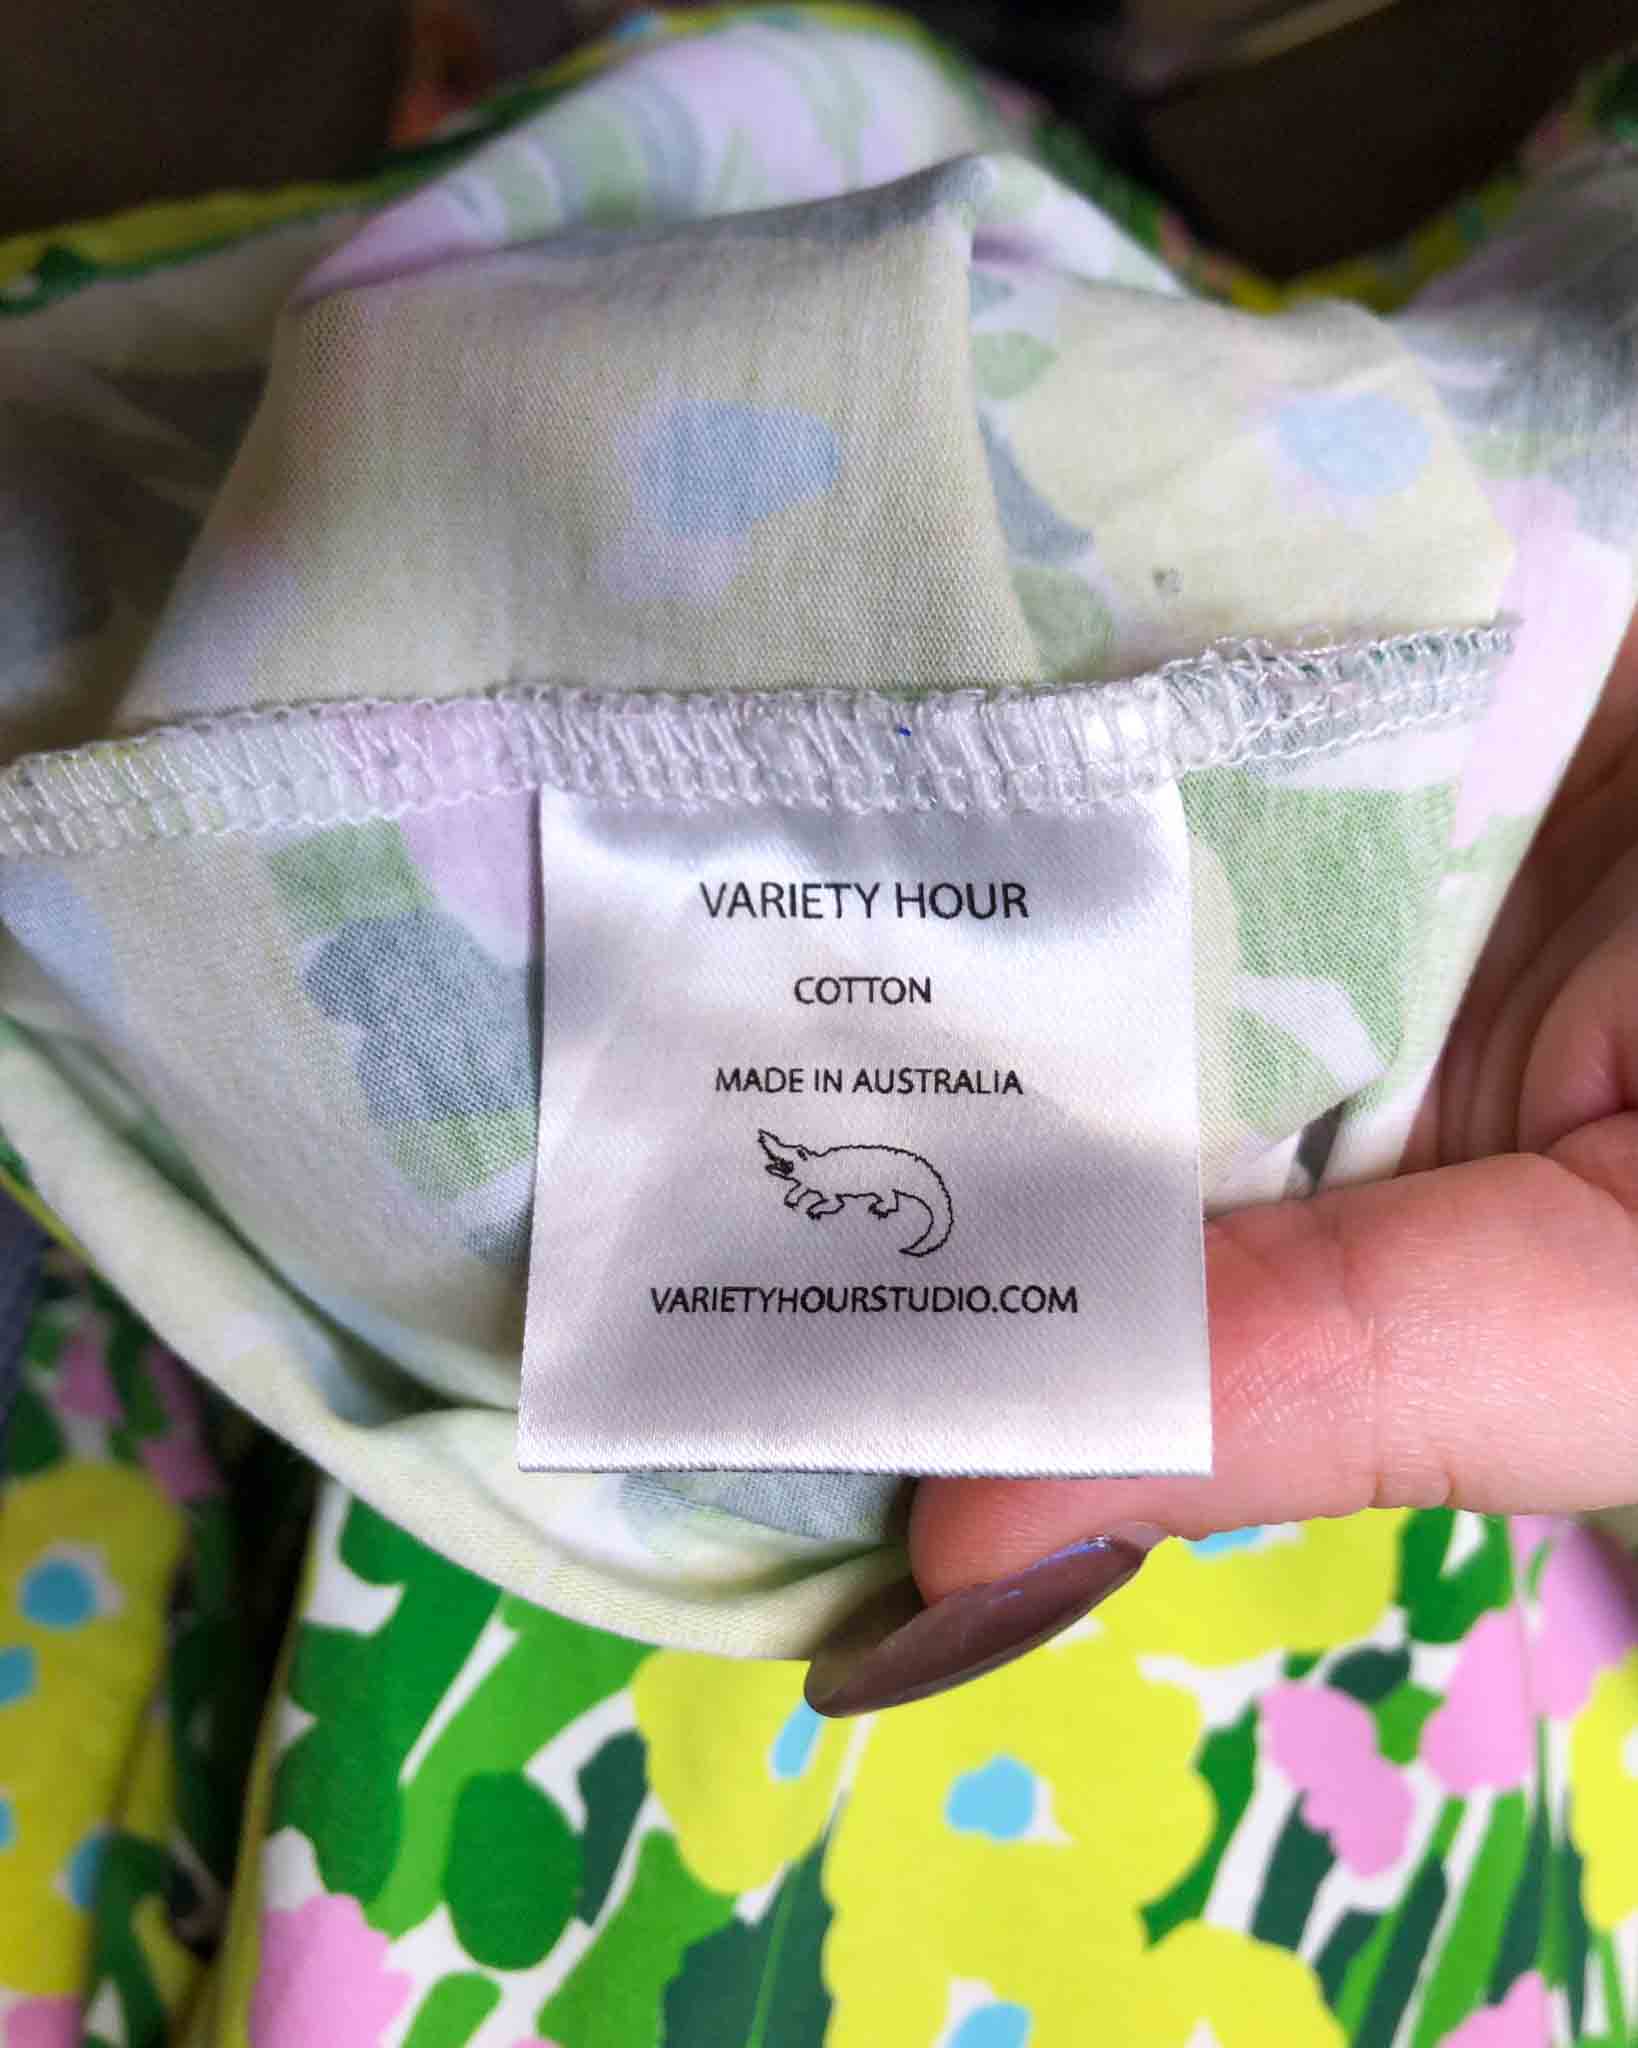 VARIETY HOUR
COTTON
MADE IN AUSTRALIA
VARIETYHOURSTUDIO.COM